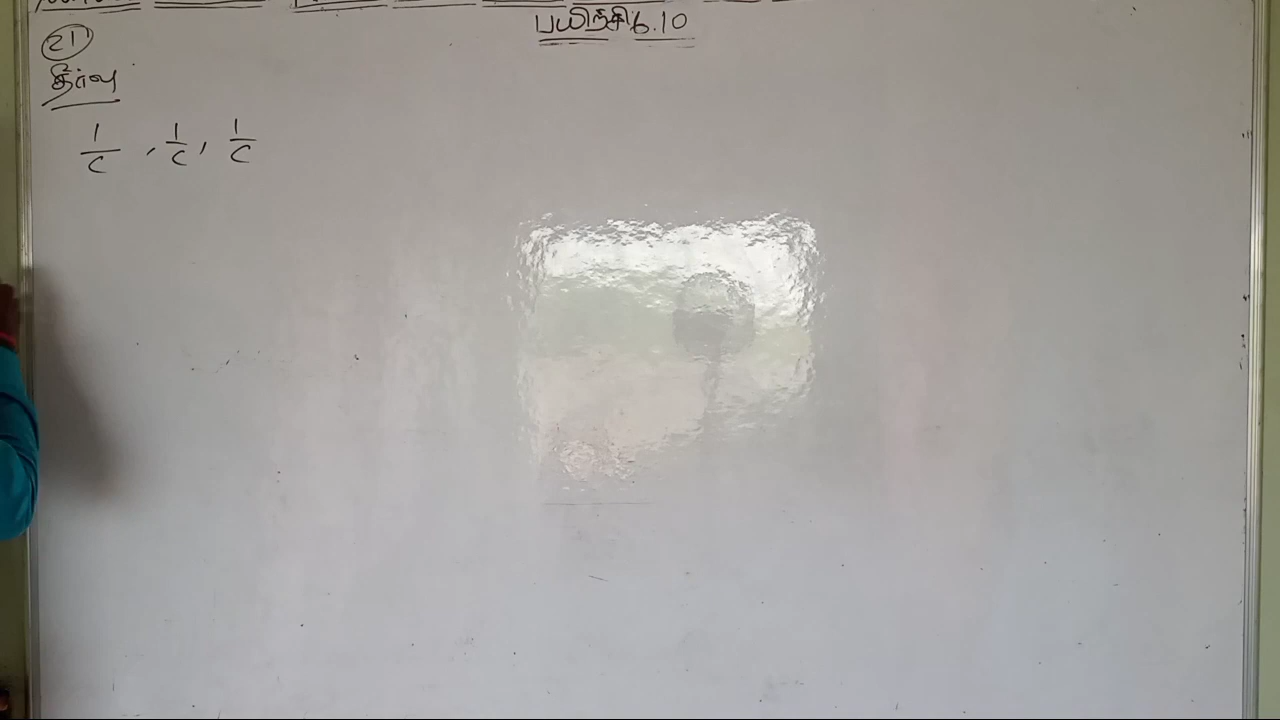 பயிற்சி 6.10
21
தீர்வு
1/c , 1/c , 1/c